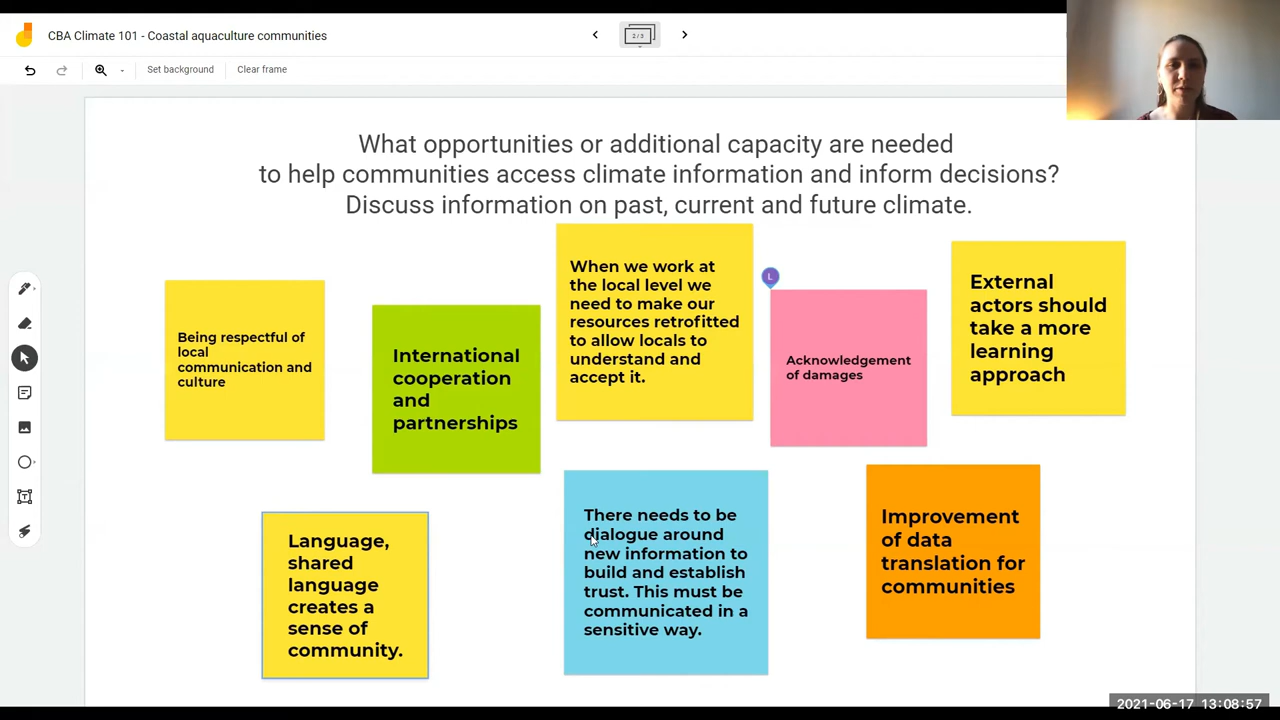 CBA Climate 101 - Coastal aquaculture communities
2/3
Set background
Clear frame
What opportunities or additional capacity are needed
to help communities access climate information and inform decisions?
Discuss information on past, current and future climate.
Being respectful of
local
communication and
culture
International
cooperation
and
partnerships
When we work at
the local level we
need to make our
resources retrofitted
to allow locals to
understand and
accept it.
L
Acknowledgement
of damages
External
actors should
take a more
learning
approach
Language,
shared
language
creates a
sense of
community.
There needs to be
dialogue around
new information to
build and establish
trust. This must be
communicated in a
sensitive way.
Improvement
of data
translation for
communities
2021-06-17 13:08:57